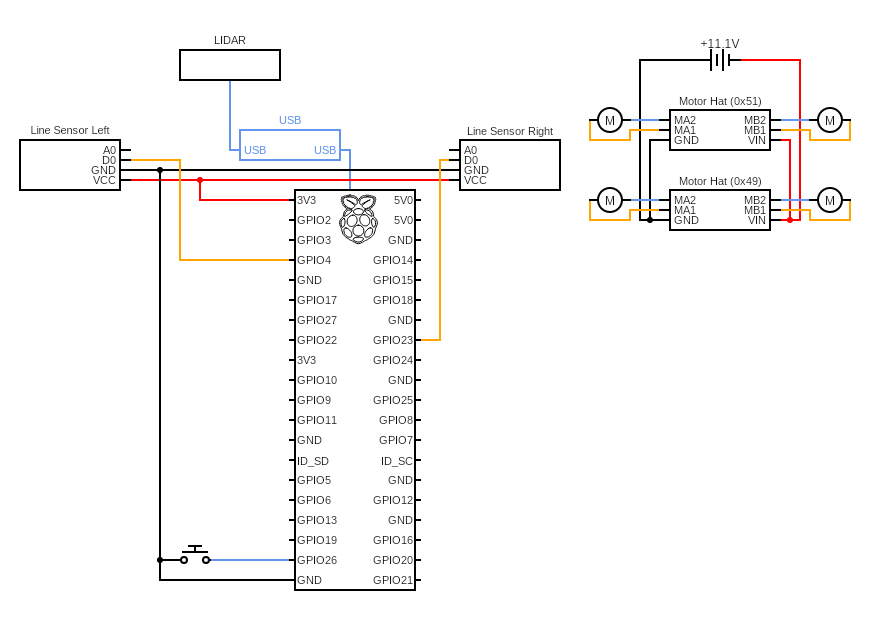 LIDAR
USB
USB USB
Line Sensor Left
A0
D0
GND
VCC
Line Sensor Right
A0
D0
GND
VCC
3V3 5V0
GPIO2 5V0
GPIO3 GND
GPIO4 GPIO14
GND GPIO15
GPIO17 GPIO18
GPIO27 GND
GPIO22 GPIO23
3V3 GPIO24
GPIO10 GND
GPIO9 GPIO25
GPIO11 GPIO8
GND GPIO7
ID_SD ID_SC
GPIO5 GND
GPIO6 GPIO12
GPIO13 GND
GPIO19 GPIO16
GPIO26 GPIO20
GND GPIO21
+11.1V
Motor Hat (0x51)
M MA2 MB2 M
MA1 MB1
GND VIN
Motor Hat (0x49)
M MA2 MB2 M
MA1 MB1
GND VIN